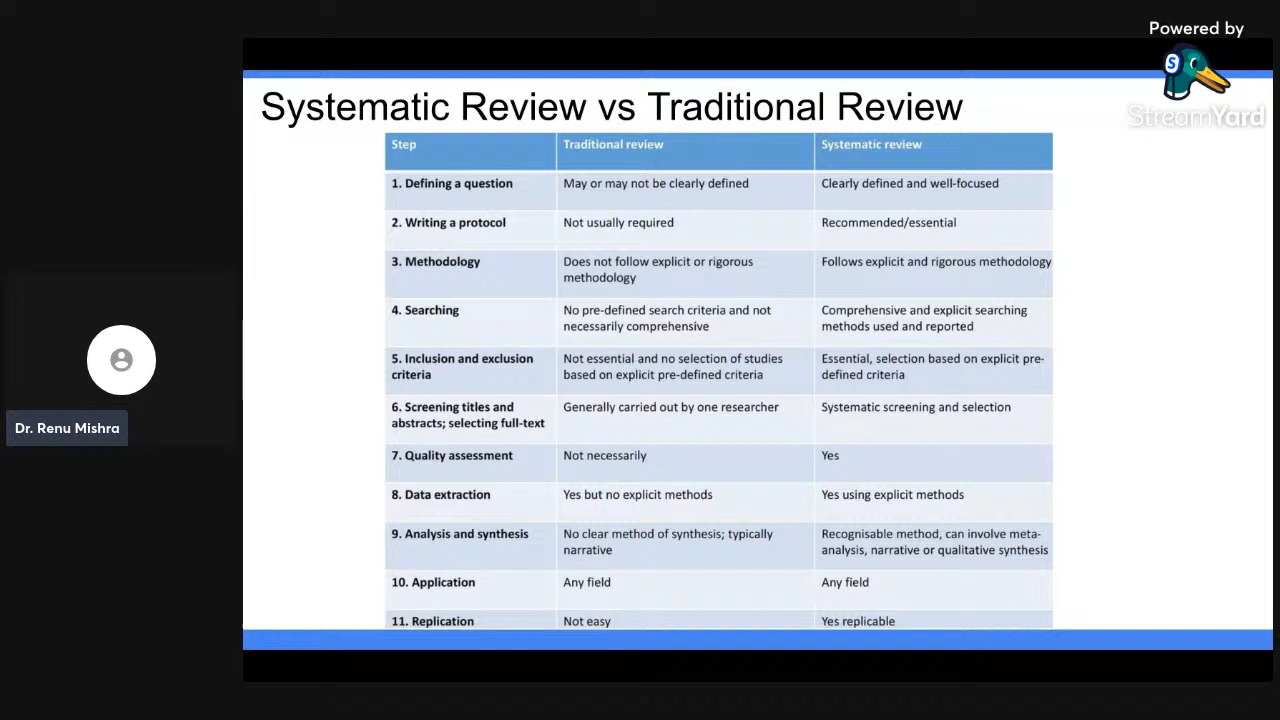 Powered by
S
StreamYard
Systematic Review vs Traditional Review
Step
Traditional review
Systematic review
1. Defining a question
May or may not be clearly defined
Clearly defined and well-focused
2. Writing a protocol
Not usually required
Recommended/essential
3. Methodology
Does not follow explicit or rigorous
methodology
Follows explicit and rigorous methodology
4. Searching
No pre-defined search criteria and not
necessarily comprehensive
Comprehensive and explicit searching
methods used and reported
5. Inclusion and exclusion
criteria
Not essential and no selection of studies
based on explicit pre-defined criteria
Essential, selection based on explicit pre-
defined criteria
6. Screening titles and
abstracts; selecting full-text
Generally carried out by one researcher
Systematic screening and selection
7. Quality assessment
Not necessarily
Yes
8. Data extraction
Yes but no explicit methods
Yes using explicit methods
9. Analysis and synthesis
No clear method of synthesis; typically
narrative
Recognisable method, can involve meta-
analysis, narrative or qualitative synthesis
10. Application
Any field
Any field
11. Replication
Not easy
Yes replicable
Dr. Renu Mishra